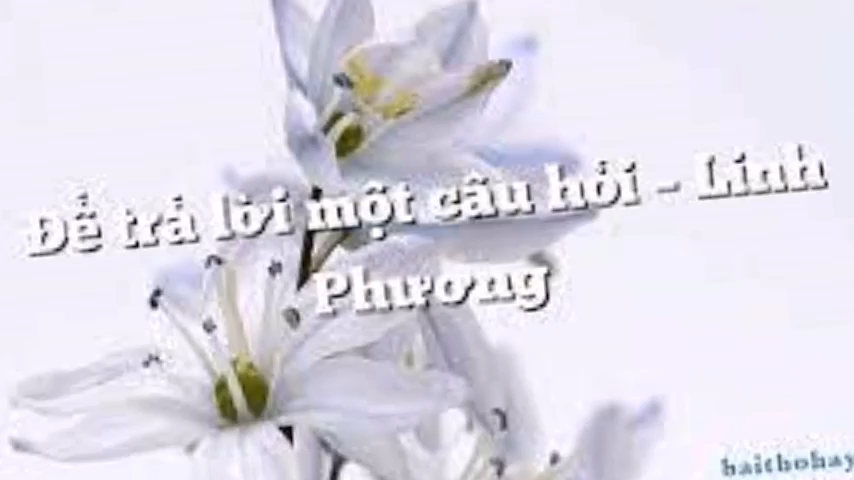 Để trả lời một câu hỏi – Linh
Phương
baithohay